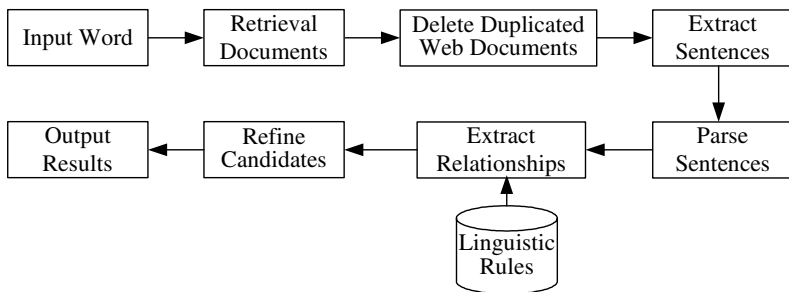 Input Word
Retrieval
Documents
Delete Duplicated
Web Documents
Extract
Sentences
Parse
Sentences
Extract
Relationships
Refine
Candidates
Output
Results
Linguistic
Rules